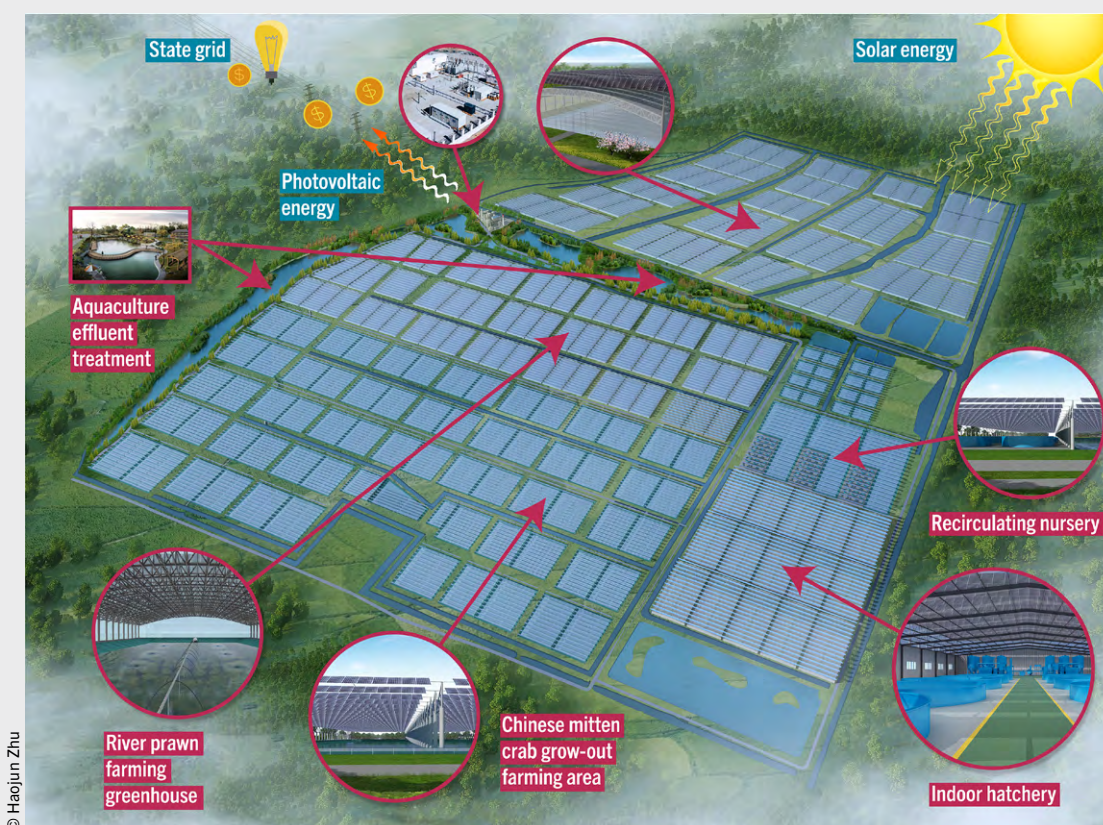 State grid
Solar energy
$
$
$
Photovoltaic
energy
Aquaculture
effluent
treatment
Recirculating nursery
River prawn
farming
greenhouse
Chinese mitten
crab grow-out
farming area
Indoor hatchery
© Haojun Zhu